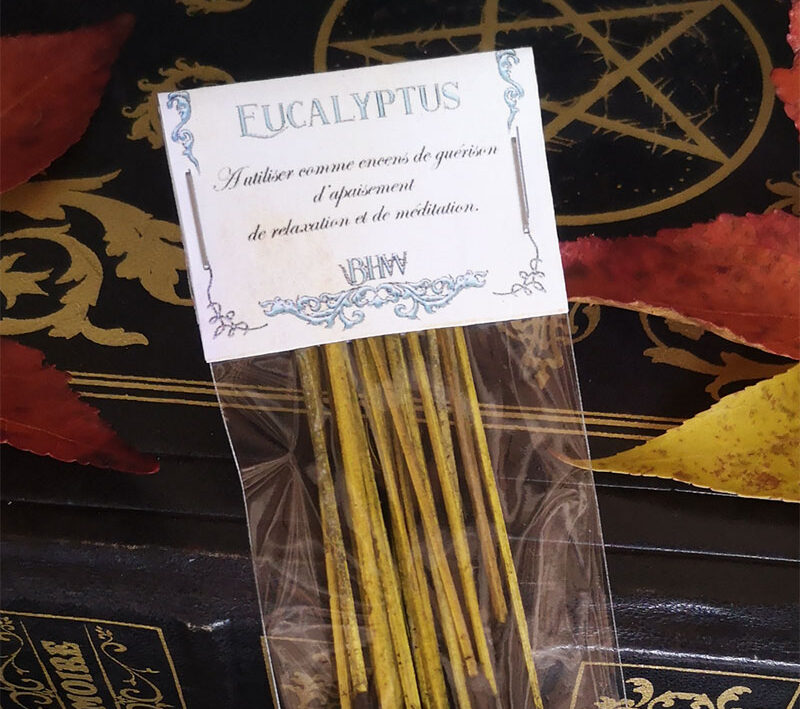 EUCALYPTUS
A utiliser comme encens de guérison
d'apaisement
de relaxation et de méditation.